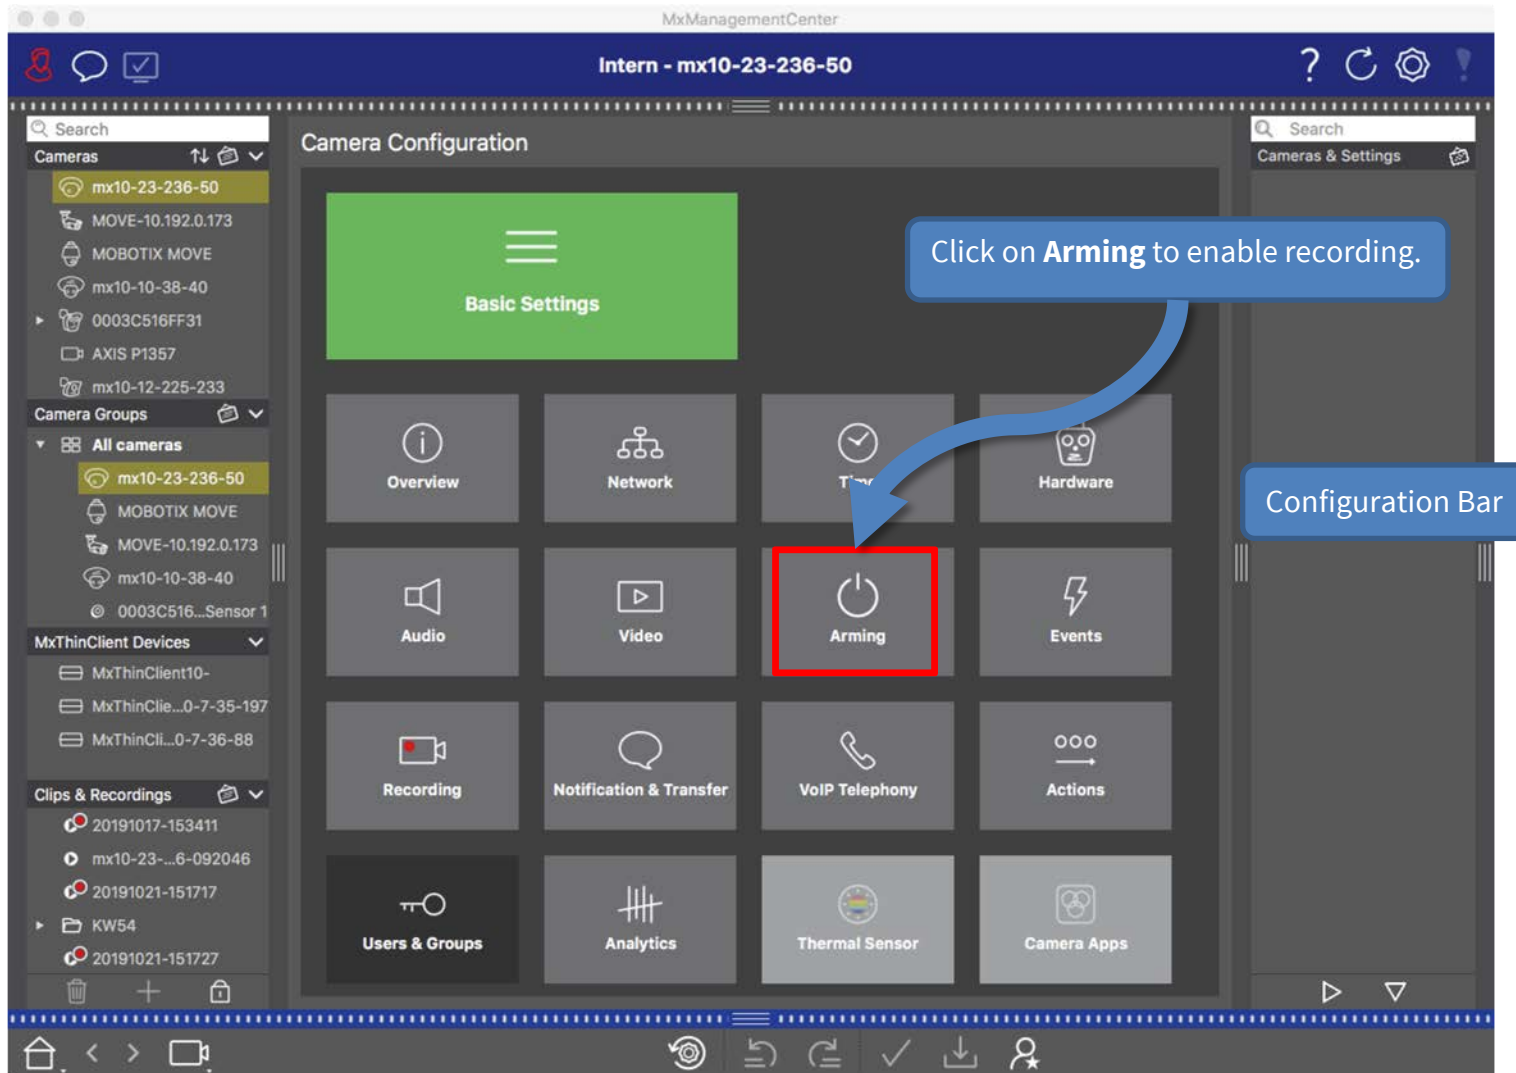 MxManagementCenter
Intern - mx10-23-236-50
Search
Cameras
mx10-23-236-50
MOVE-10.192.0.173
MOBOTIX MOVE
mx10-10-38-40
0003C516FF31
AXIS P1357
mx10-12-225-233
Camera Groups
All cameras
mx10-23-236-50
MOBOTIX MOVE
MOVE-10.192.0.173
mx10-10-38-40
0003C516...Sensor 1
MxThinClient Devices
MxThinClient10-
MxThinClie...0-7-35-197
MxThinCli...0-7-36-88
Clips & Recordings
20191017-153411
mx10-23-...6-092046
20191021-151717
KW54
20191021-151727
Camera Configuration
Basic Settings
Click on Arming to enable recording.
Overview
Network
Time
Hardware
Audio
Video
Arming
Events
Recording
Notification & Transfer
VoIP Telephony
Actions
Users & Groups
Analytics
Thermal Sensor
Camera Apps
Search
Cameras & Settings
Configuration Bar